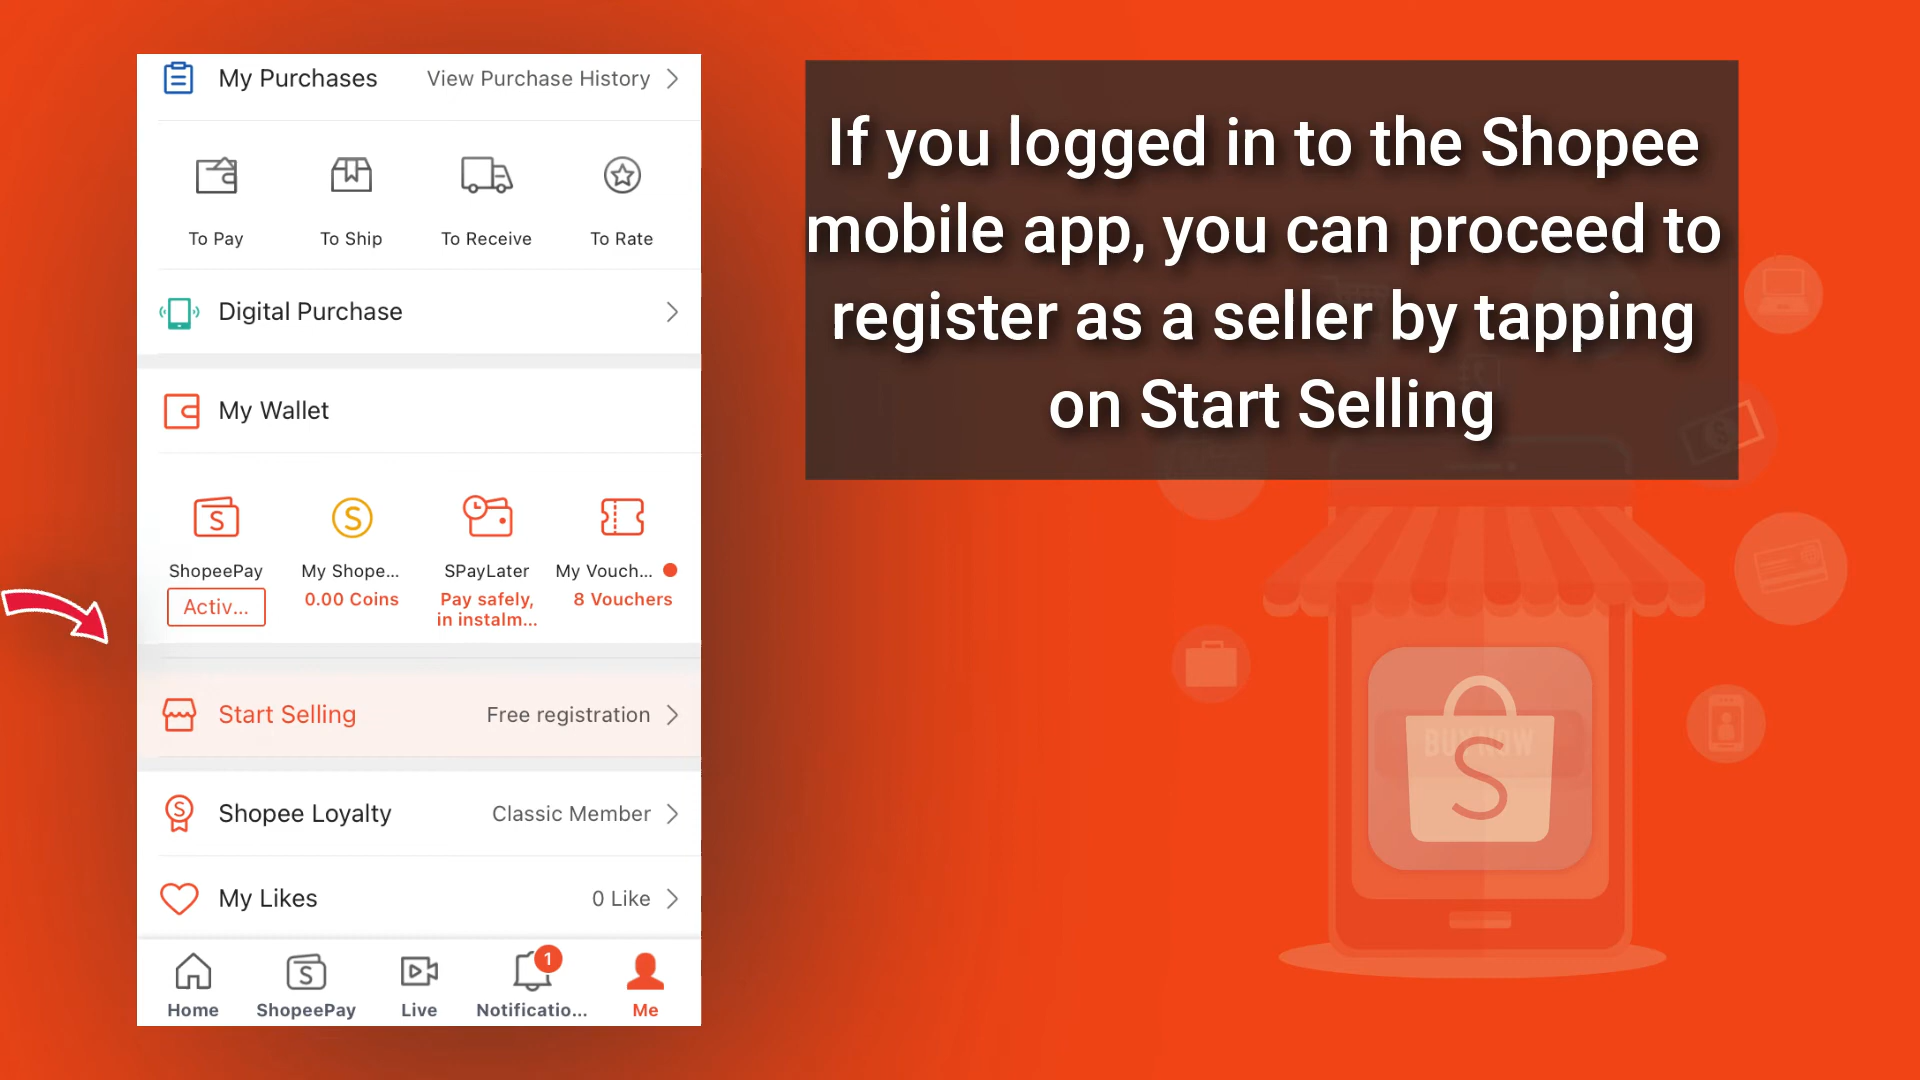 My Purchases View Purchase History
To Pay To Ship To Receive To Rate
Digital Purchase
My Wallet
S S
ShopeePay My Shope... SPayLater My Vouch...
Activ... 0.00 Coins Pay safely, 8 Vouchers
in instalm...
Start Selling Free registration
S
Shopee Loyalty Classic Member
My Likes 0 Like
1
S
Home ShopeePay Live Notificatio... Me
If you logged in to the Shopee
mobile app, you can proceed to
register as a seller by tapping
on Start Selling
BUY NOW
S